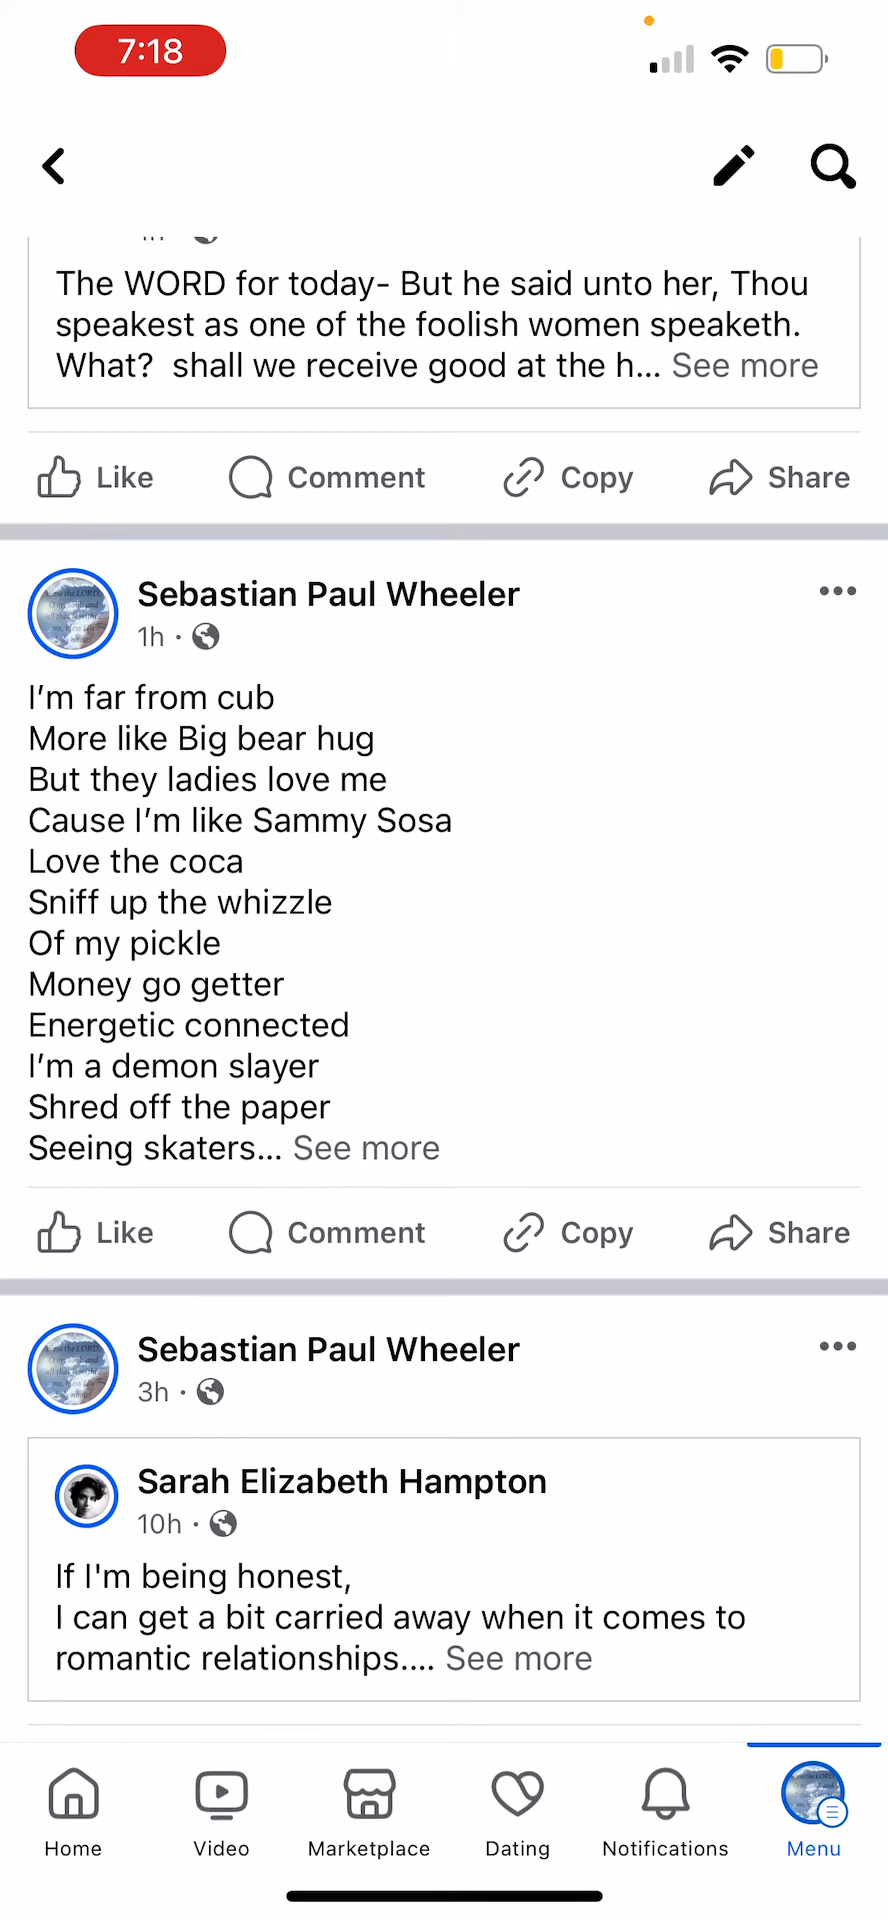 7:18
The WORD for today- But he said unto her, Thou
speakest as one of the foolish women speaketh.
What?  shall we receive good at the h... See more
Like Comment Copy Share
Sebastian Paul Wheeler
1h ·
I’m far from cub
More like Big bear hug
But they ladies love me
Cause I’m like Sammy Sosa
Love the coca
Sniff up the whizzle
Of my pickle
Money go getter
Energetic connected
I’m a demon slayer
Shred off the paper
Seeing skaters... See more
Like Comment Copy Share
Sebastian Paul Wheeler
3h ·
Sarah Elizabeth Hampton
10h ·
If I'm being honest,
I can get a bit carried away when it comes to
romantic relationships.... See more
Home Video Marketplace Dating Notifications Menu